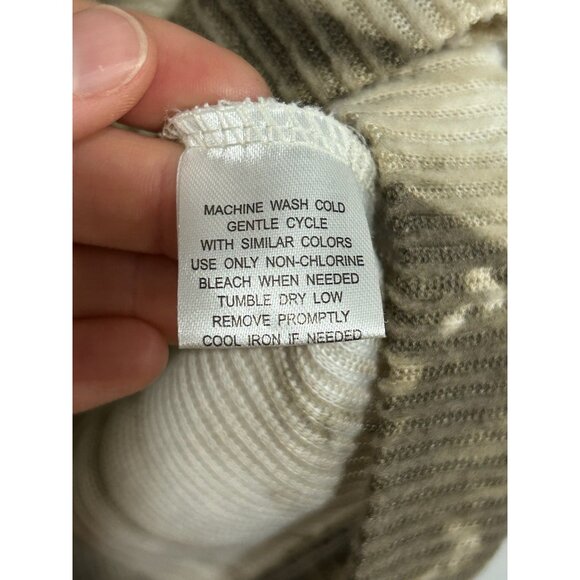 MACHINE WASH COLD
GENTLE CYCLE
WITH SIMILAR COLORS
USE ONLY NON-CHLORINE
BLEACH WHEN NEEDED
TUMBLE DRY LOW
REMOVE PROMPTLY
COOL IRON IF NEEDED